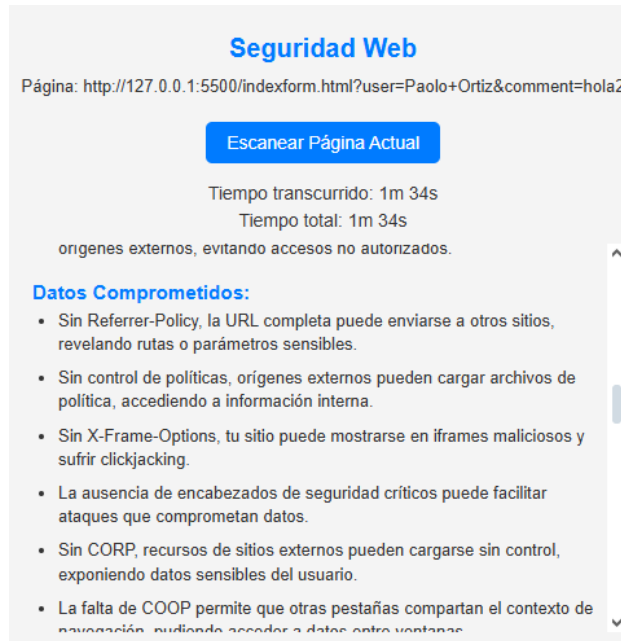 Seguridad Web
Página: http://127.0.0.1:5500/indexform.html?user=Paolo+Ortiz&comment=hola2
Escanear Página Actual
Tiempo transcurrido: 1m 34s
Tiempo total: 1m 34s
orígenes externos, evitando accesos no autorizados.
Datos Comprometidos:
• Sin Referrer-Policy, la URL completa puede enviarse a otros sitios,
revelando rutas o parámetros sensibles.
• Sin control de políticas, orígenes externos pueden cargar archivos de
política, accediendo a información interna.
• Sin X-Frame-Options, tu sitio puede mostrarse en iframes maliciosos y
sufrir clickjacking.
• La ausencia de encabezados de seguridad críticos puede facilitar
ataques que comprometan datos.
• Sin CORP, recursos de sitios externos pueden cargarse sin control,
exponiendo datos sensibles del usuario.
• La falta de COOP permite que otras pestañas compartan el contexto de
navegación, pudiendo acceder a datos entre ventanas.